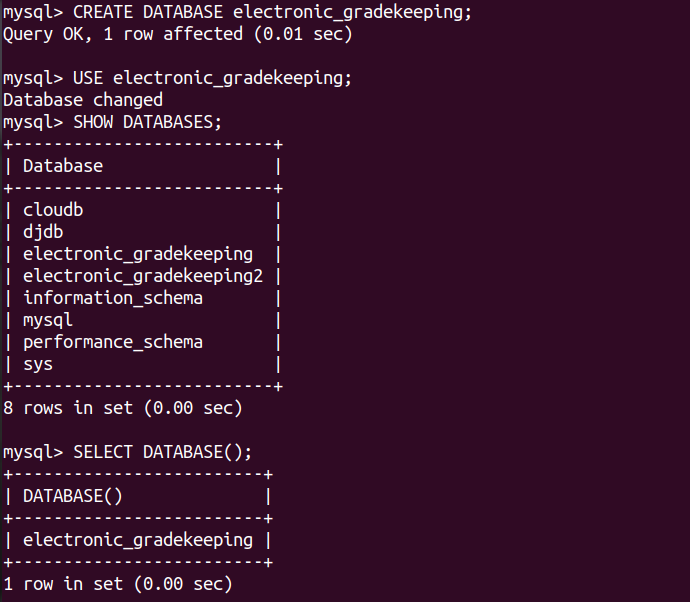 mysql> CREATE DATABASE electronic_gradekeeping;
Query OK, 1 row affected (0.01 sec)

mysql> USE electronic_gradekeeping;
Database changed
mysql> SHOW DATABASES;
+--------------------------+
| Database                 |
+--------------------------+
| cloudb                   |
| djdb                     |
| electronic_gradekeeping  |
| electronic_gradekeeping2 |
| information_schema       |
| mysql                    |
| performance_schema       |
| sys                      |
+--------------------------+
8 rows in set (0.00 sec)

mysql> SELECT DATABASE();
+-------------------------+
| DATABASE()              |
+-------------------------+
| electronic_gradekeeping |
+-------------------------+
1 row in set (0.00 sec)